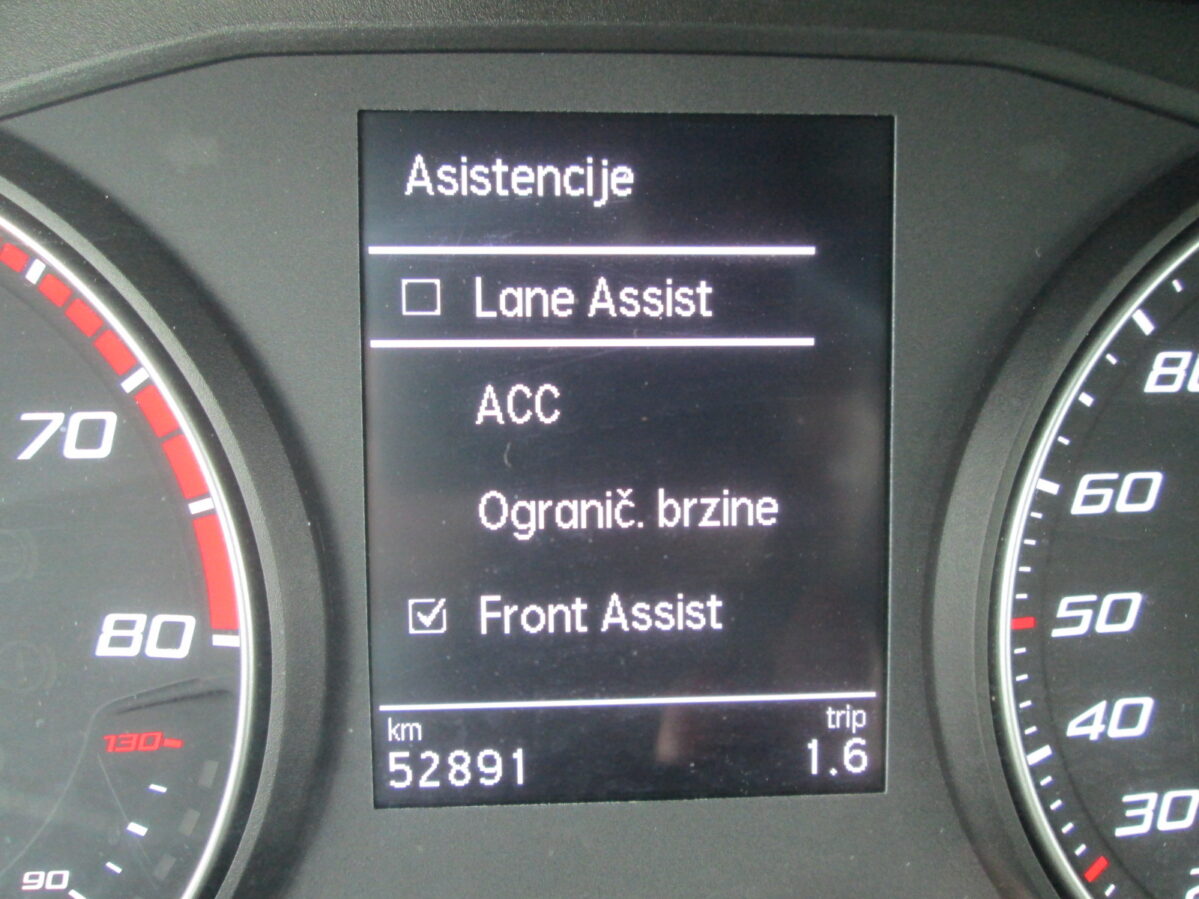 Asistencije
Lane Assist
ACC
Ogranič. brzine
Front Assist
km
trip
52891
1.6
70
80
130
90
80
60
50
40
30